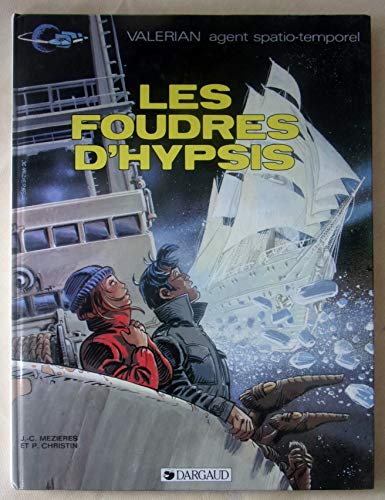 VALERIAN agent spatio-temporel
LES
FOUDRES
D'HYPSIS
J.-C. MEZIERES
ET P. CHRISTIN
DARGAUD